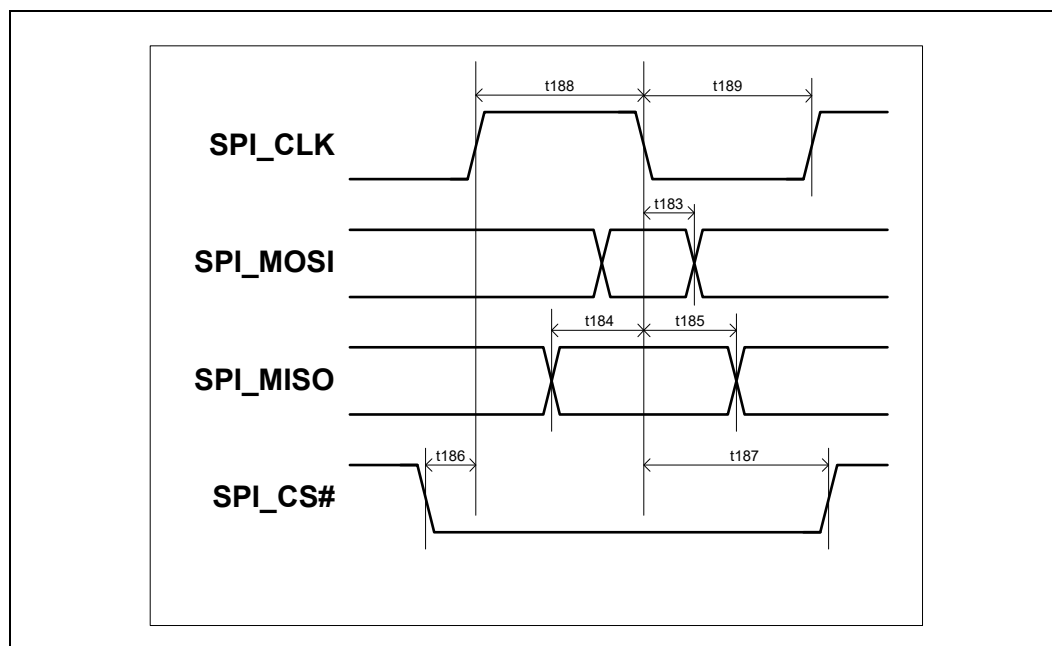 t188
t189
SPI_CLK
t183
SPI_MOSI
t184
t185
SPI_MISO
t186
t187
SPI_CS#